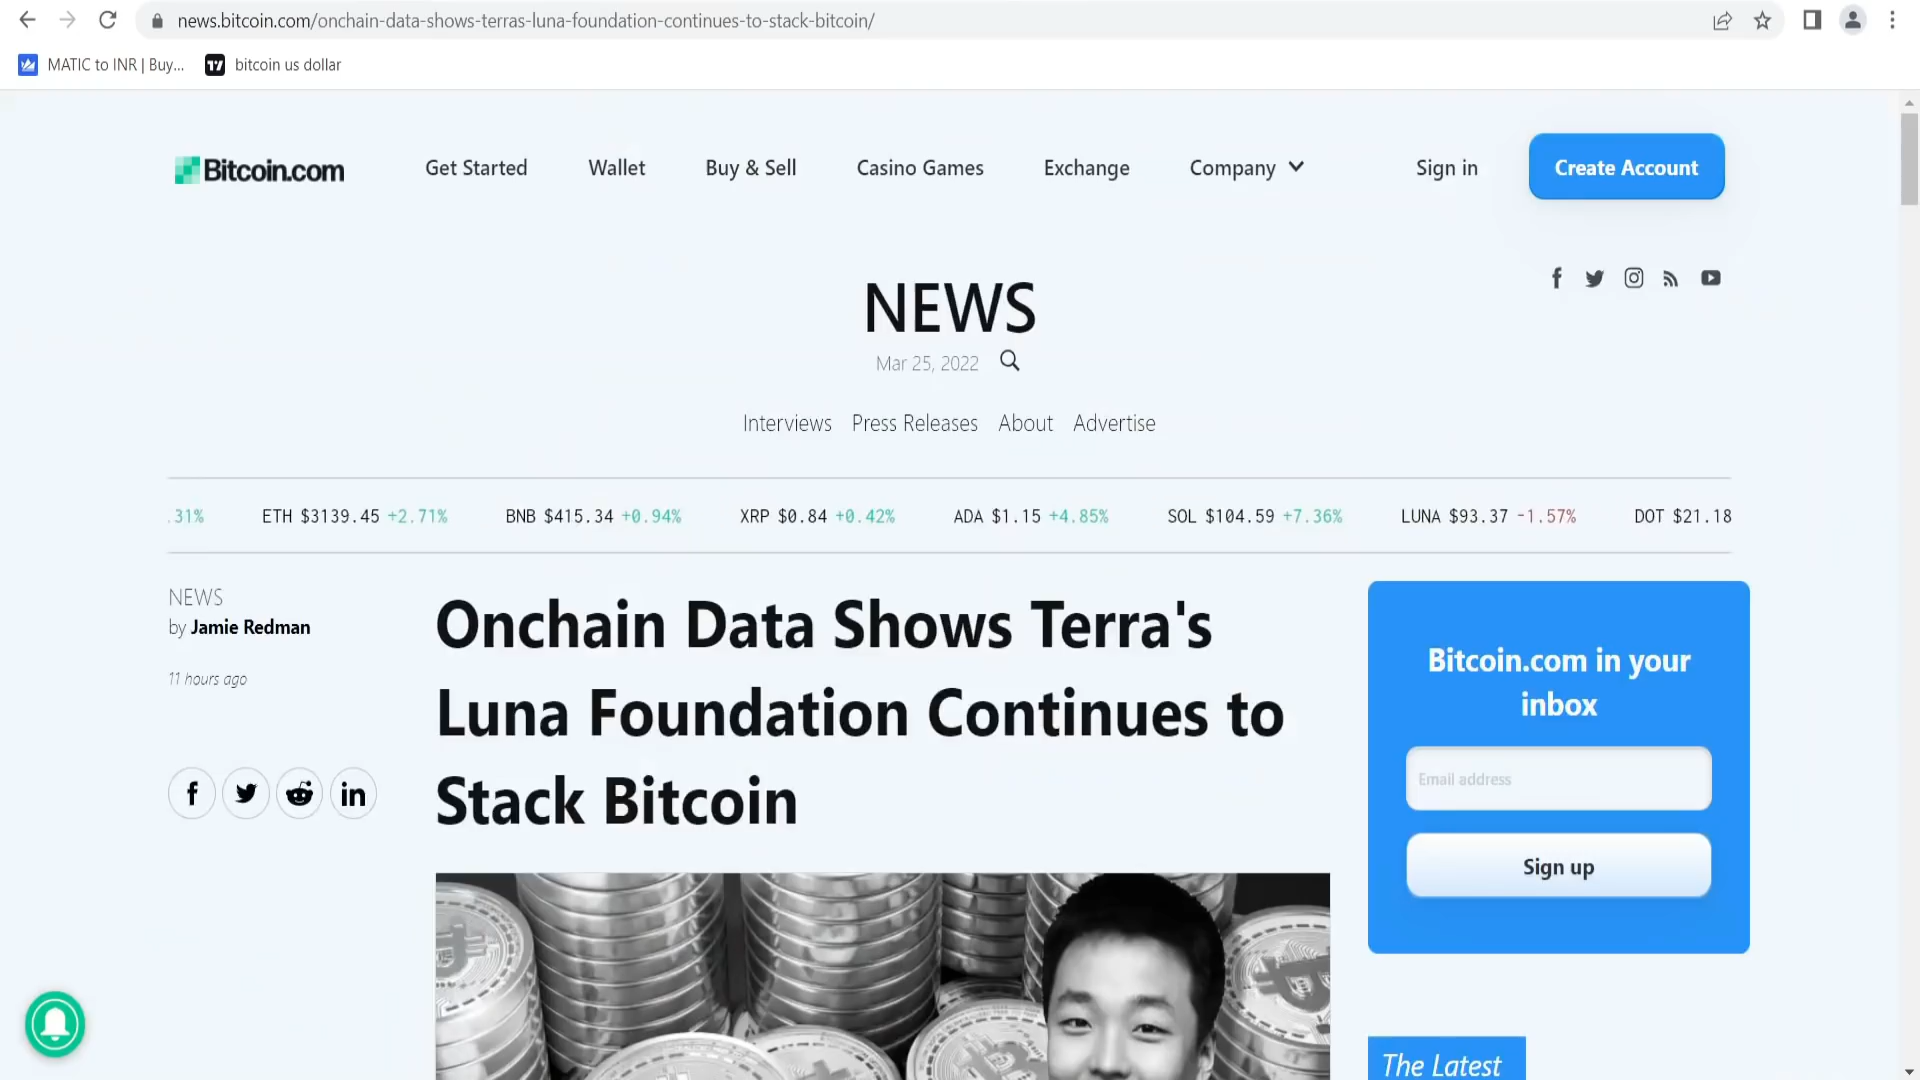 news.bitcoin.com/onchain-data-shows-terras-luna-foundation-continues-to-stack-bitcoin/
MATIC to INR | Buy... bitcoin us dollar
Bitcoin.com Get Started Wallet Buy & Sell Casino Games Exchange Company Sign in Create Account
NEWS
Mar 25, 2022
Interviews Press Releases About Advertise
.31% ETH $3139.45 +2.71% BNB $415.34 +0.94% XRP $0.84 +0.42% ADA $1.15 +4.85% SOL $104.59 +7.36% LUNA $93.37 -1.57% DOT $21.18
NEWS
by Jamie Redman
11 hours ago
Onchain Data Shows Terra's
Luna Foundation Continues to
Stack Bitcoin
Bitcoin.com in your
inbox
Email address
Sign up
The Latest